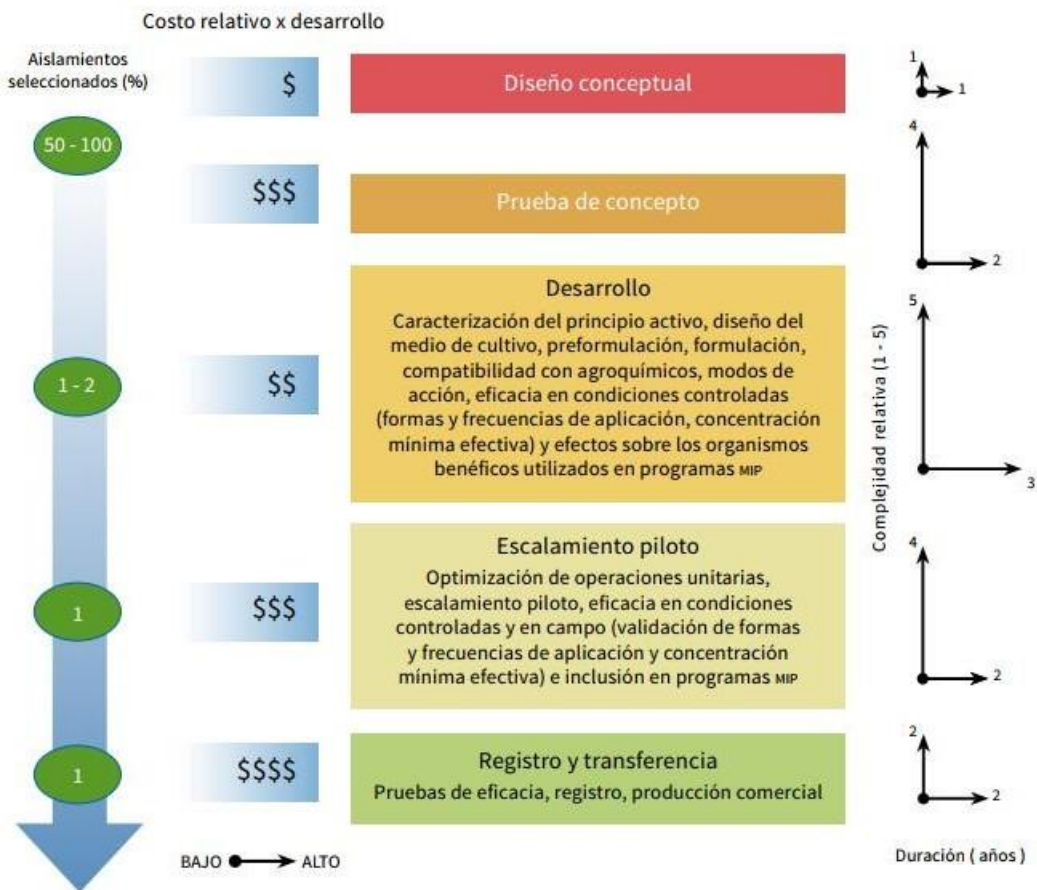 Costo relativo x desarrollo
Aislamientos
seleccionados (%)
$
Diseño conceptual
1
1
50 - 100
$$$
Prueba de concepto
4
2
Desarrollo
Caracterización del principio activo, diseño del
medio de cultivo, preformulación, formulación,
compatibilidad con agroquímicos, modos de
acción, eficacia en condiciones controladas
(formas y frecuencias de aplicación, concentración
mínima efectiva) y efectos sobre los organismos
benéficos utilizados en programas MIP
1 - 2
$$
5
3
Complejidad relativa (1 - 5)
Escalamiento piloto
Optimización de operaciones unitarias,
escalamiento piloto, eficacia en condiciones
controladas y en campo (validación de formas
y frecuencias de aplicación y concentración
mínima efectiva) e inclusión en programas MIP
1
$$$
4
2
Registro y transferencia
Pruebas de eficacia, registro, producción comercial
1
$$$$
2
2
BAJO
ALTO
Duración ( años )